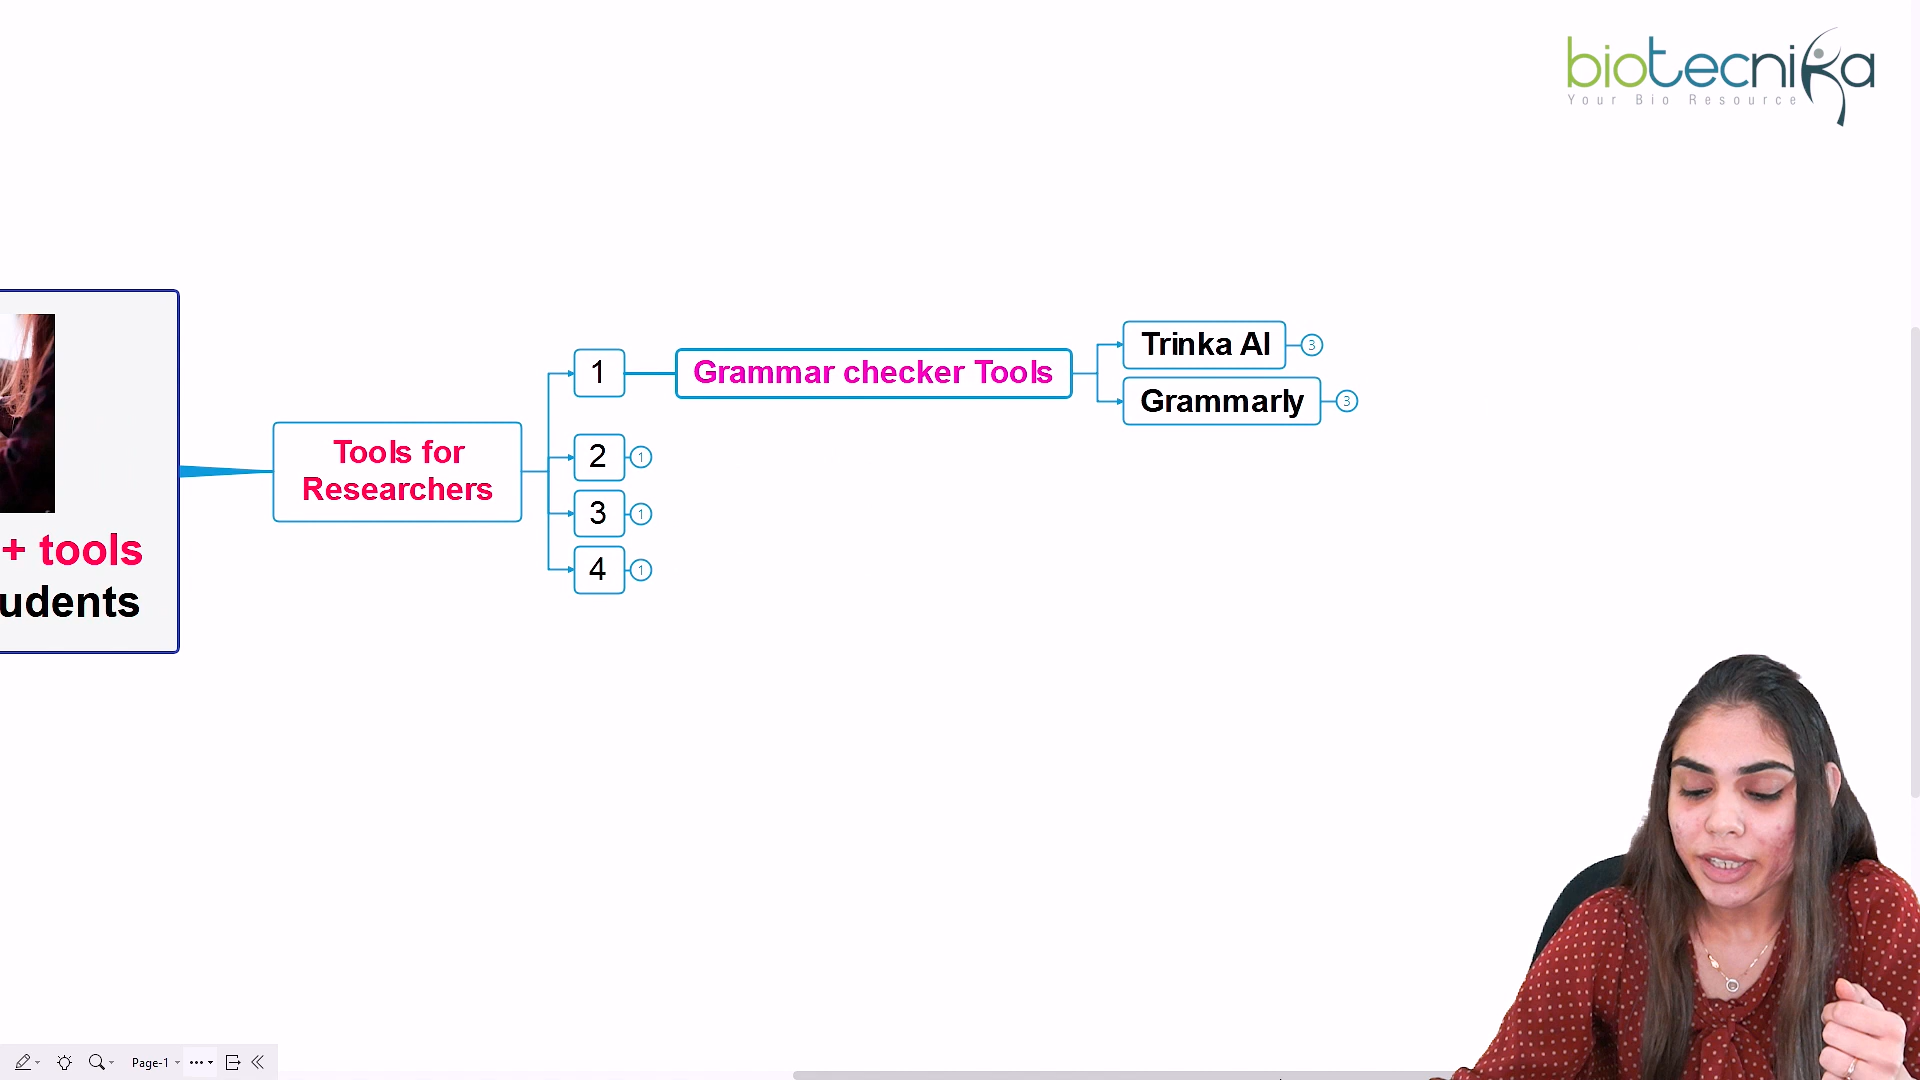 biotecnika
Your Bio Resource
+ tools
udents
Tools for
Researchers
1
Grammar checker Tools
Trinka AI
3
Grammarly
3
2
1
3
1
4
1
Page-1